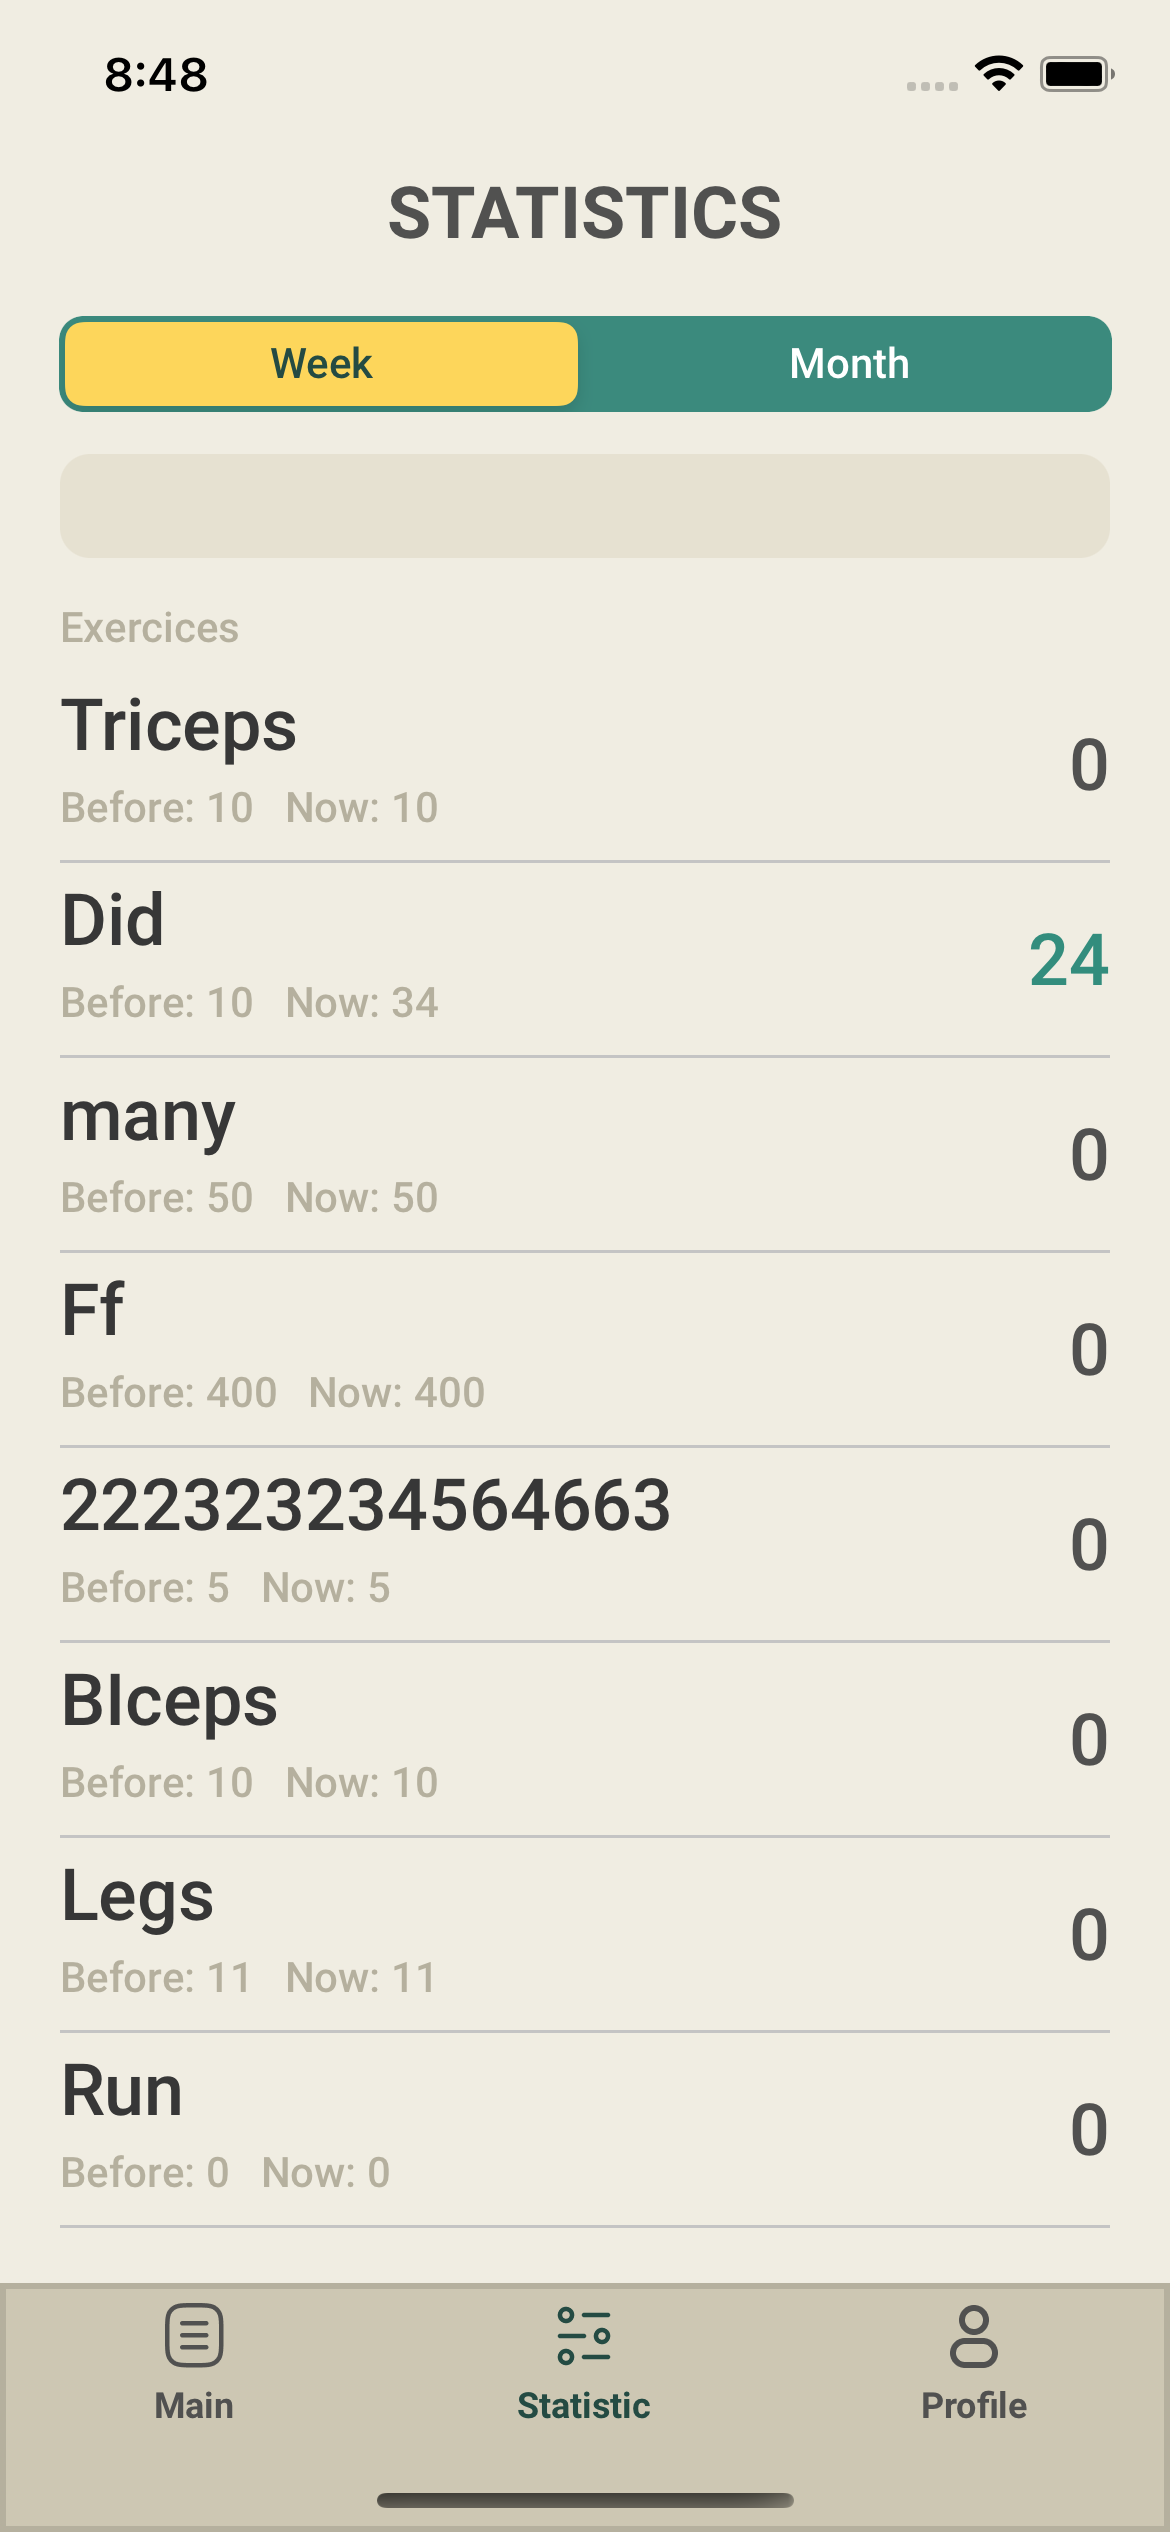 8:48
STATISTICS
Week Month
Exercices
Triceps
Before: 10 Now: 10
0
Did
Before: 10 Now: 34
24
many
Before: 50 Now: 50
0
Ff
Before: 400 Now: 400
0
222323234564663
Before: 5 Now: 5
0
BIceps
Before: 10 Now: 10
0
Legs
Before: 11 Now: 11
0
Run
Before: 0 Now: 0
0
Main Statistic Profile